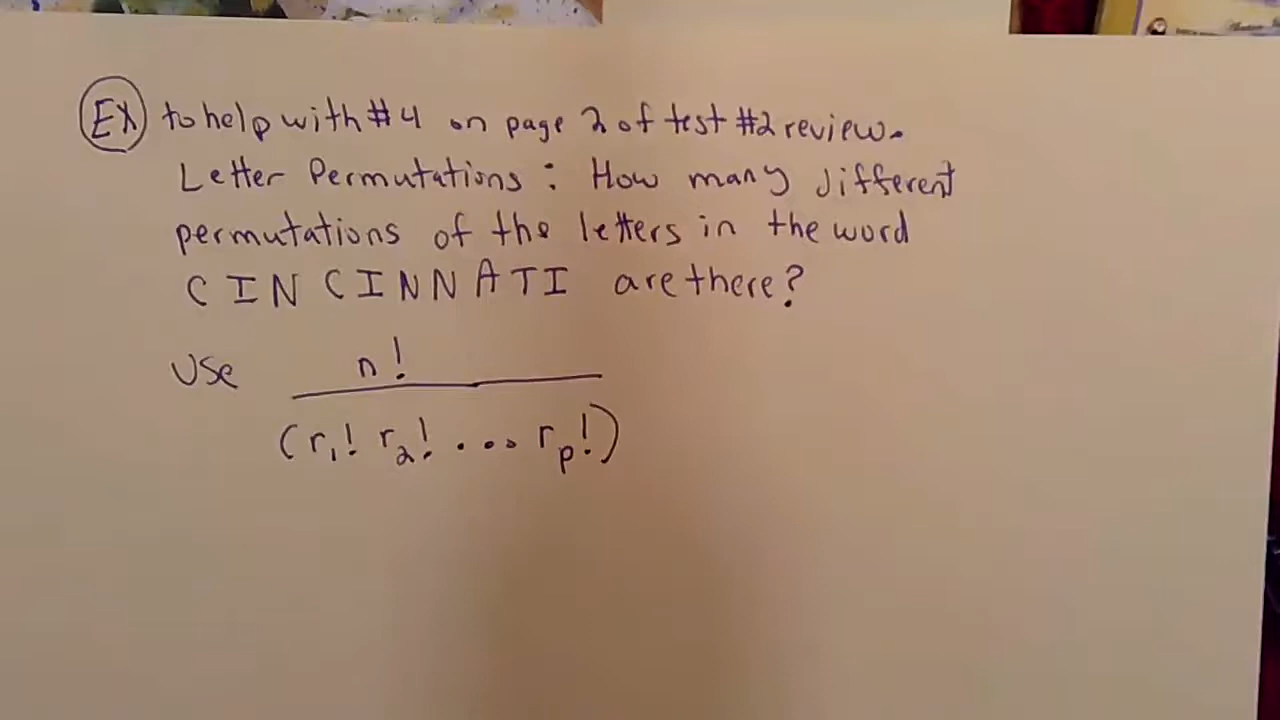 EX to help with #4 on page 2 of test #2 review.
Letter Permutations: How many different
permutations of the letters in the word
CINCINNATI are there?
Use n!
(r₁! r₂! ... rₚ!)